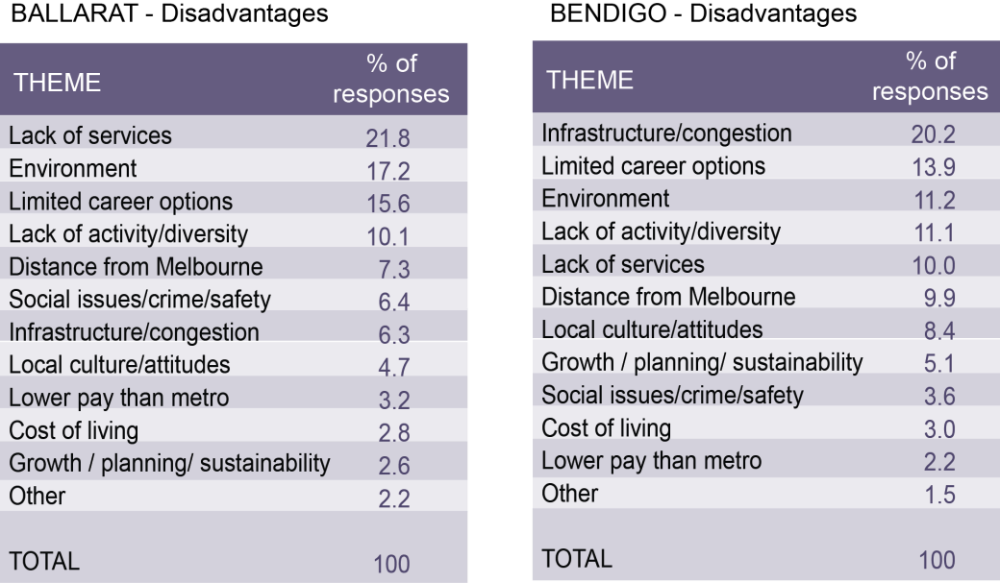 BALLARAT - Disadvantages
THEME % of responses
Lack of services 21.8
Environment 17.2
Limited career options 15.6
Lack of activity/diversity 10.1
Distance from Melbourne 7.3
Social issues/crime/safety 6.4
Infrastructure/congestion 6.3
Local culture/attitudes 4.7
Lower pay than metro 3.2
Cost of living 2.8
Growth / planning/ sustainability 2.6
Other 2.2
TOTAL 100
BENDIGO - Disadvantages
THEME % of responses
Infrastructure/congestion 20.2
Limited career options 13.9
Environment 11.2
Lack of activity/diversity 11.1
Lack of services 10.0
Distance from Melbourne 9.9
Local culture/attitudes 8.4
Growth / planning/ sustainability 5.1
Social issues/crime/safety 3.6
Cost of living 3.0
Lower pay than metro 2.2
Other 1.5
TOTAL 100